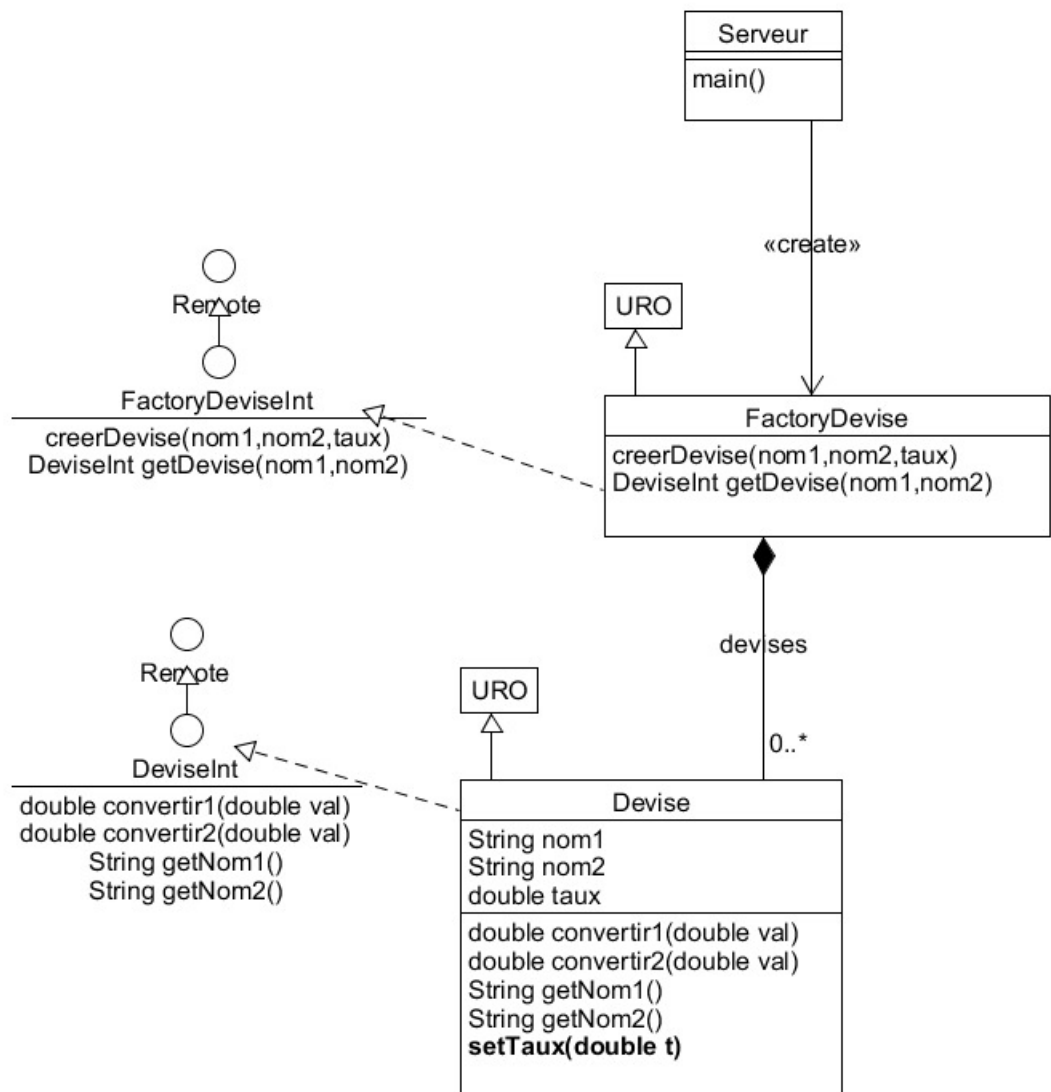 Serveur
main()
«create»
Remote
FactoryDeviseInt
creerDevise(nom1,nom2,taux)
DeviseInt getDevise(nom1,nom2)
URO
FactoryDevise
creerDevise(nom1,nom2,taux)
DeviseInt getDevise(nom1,nom2)
devises
0..*
Remote
DeviseInt
double convertir1(double val)
double convertir2(double val)
String getNom1()
String getNom2()
URO
Devise
String nom1
String nom2
double taux
double convertir1(double val)
double convertir2(double val)
String getNom1()
String getNom2()
setTaux(double t)